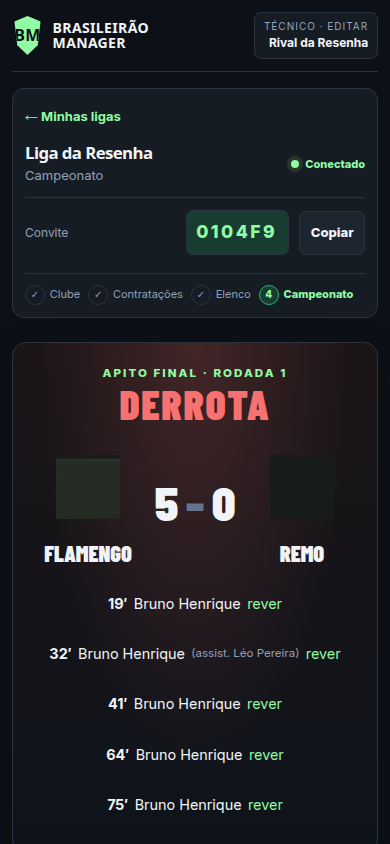 BM
BRASILEIRÃO
MANAGER
TÉCNICO · EDITAR
Rival da Resenha
← Minhas ligas
Liga da Resenha
Campeonato
Conectado
Convite
0104F9
Copiar
✓ Clube ✓ Contratações ✓ Elenco 4 Campeonato
APITO FINAL · RODADA 1
DERROTA
5 – 0
FLAMENGO
REMO
19’ Bruno Henrique rever
32’ Bruno Henrique (assist. Léo Pereira) rever
41’ Bruno Henrique rever
64’ Bruno Henrique rever
75’ Bruno Henrique rever